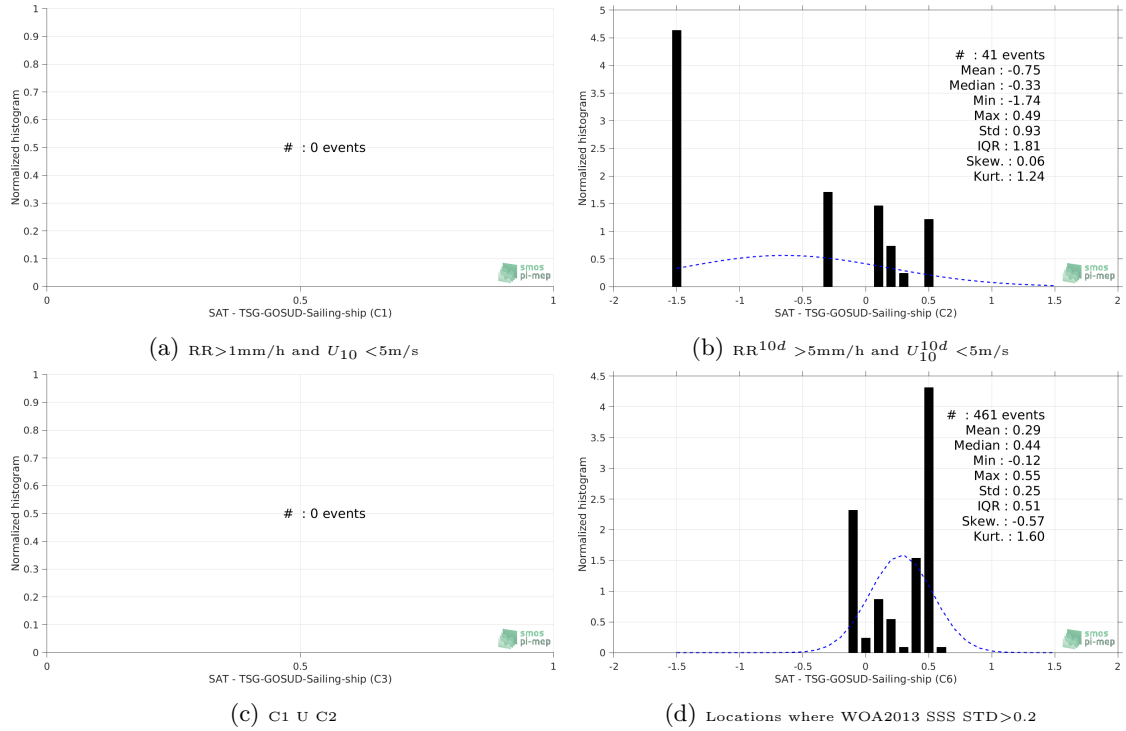 1
0.9
0.8
0.7
0.6
0.5
0.4
0.3
0.2
0.1
0
Normalized histogram
# : 0 events
smos
pi-mep
0
0.5
1
SAT - TSG-GOSUD-Sailing-ship (C1)
(a) RR>1mm/h and U10 <5m/s
5
4.5
4
3.5
3
2.5
2
1.5
1
0.5
0
Normalized histogram
# : 41 events
Mean : -0.75
Median : -0.33
Min : -1.74
Max : 0.49
Std : 0.93
IQR : 1.81
Skew. : 0.06
Kurt. : 1.24
smos
pi-mep
-2
-1.5
-1
-0.5
0
0.5
1
1.5
2
SAT - TSG-GOSUD-Sailing-ship (C2)
(b) RR^10d >5mm/h and U10^10d <5m/s
1
0.9
0.8
0.7
0.6
0.5
0.4
0.3
0.2
0.1
0
Normalized histogram
# : 0 events
smos
pi-mep
0
0.5
1
SAT - TSG-GOSUD-Sailing-ship (C3)
(c) C1 U C2
4.5
4
3.5
3
2.5
2
1.5
1
0.5
0
Normalized histogram
# : 461 events
Mean : 0.29
Median : 0.44
Min : -0.12
Max : 0.55
Std : 0.25
IQR : 0.51
Skew. : -0.57
Kurt. : 1.60
smos
pi-mep
-2
-1.5
-1
-0.5
0
0.5
1
1.5
2
SAT - TSG-GOSUD-Sailing-ship (C6)
(d) Locations where WOA2013 SSS STD>0.2